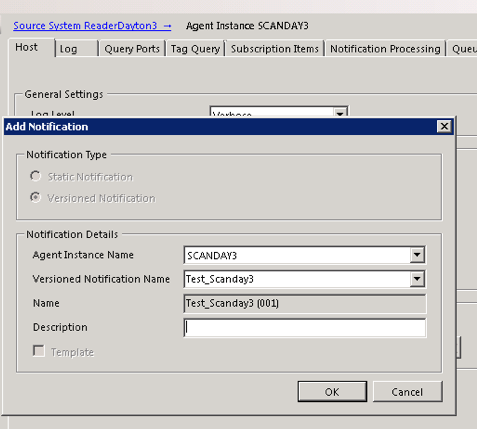 Source System ReaderDayton3 → Agent Instance SCANDAY3
Host Log Query Ports Tag Query Subscription Items Notification Processing Queu
General Settings
Log Level Verbose
Add Notification
Notification Type
Static Notification
Versioned Notification
Notification Details
Agent Instance Name SCANDAY3
Versioned Notification Name Test_Scanday3
Name Test_Scanday3 (001)
Description
Template
OK Cancel